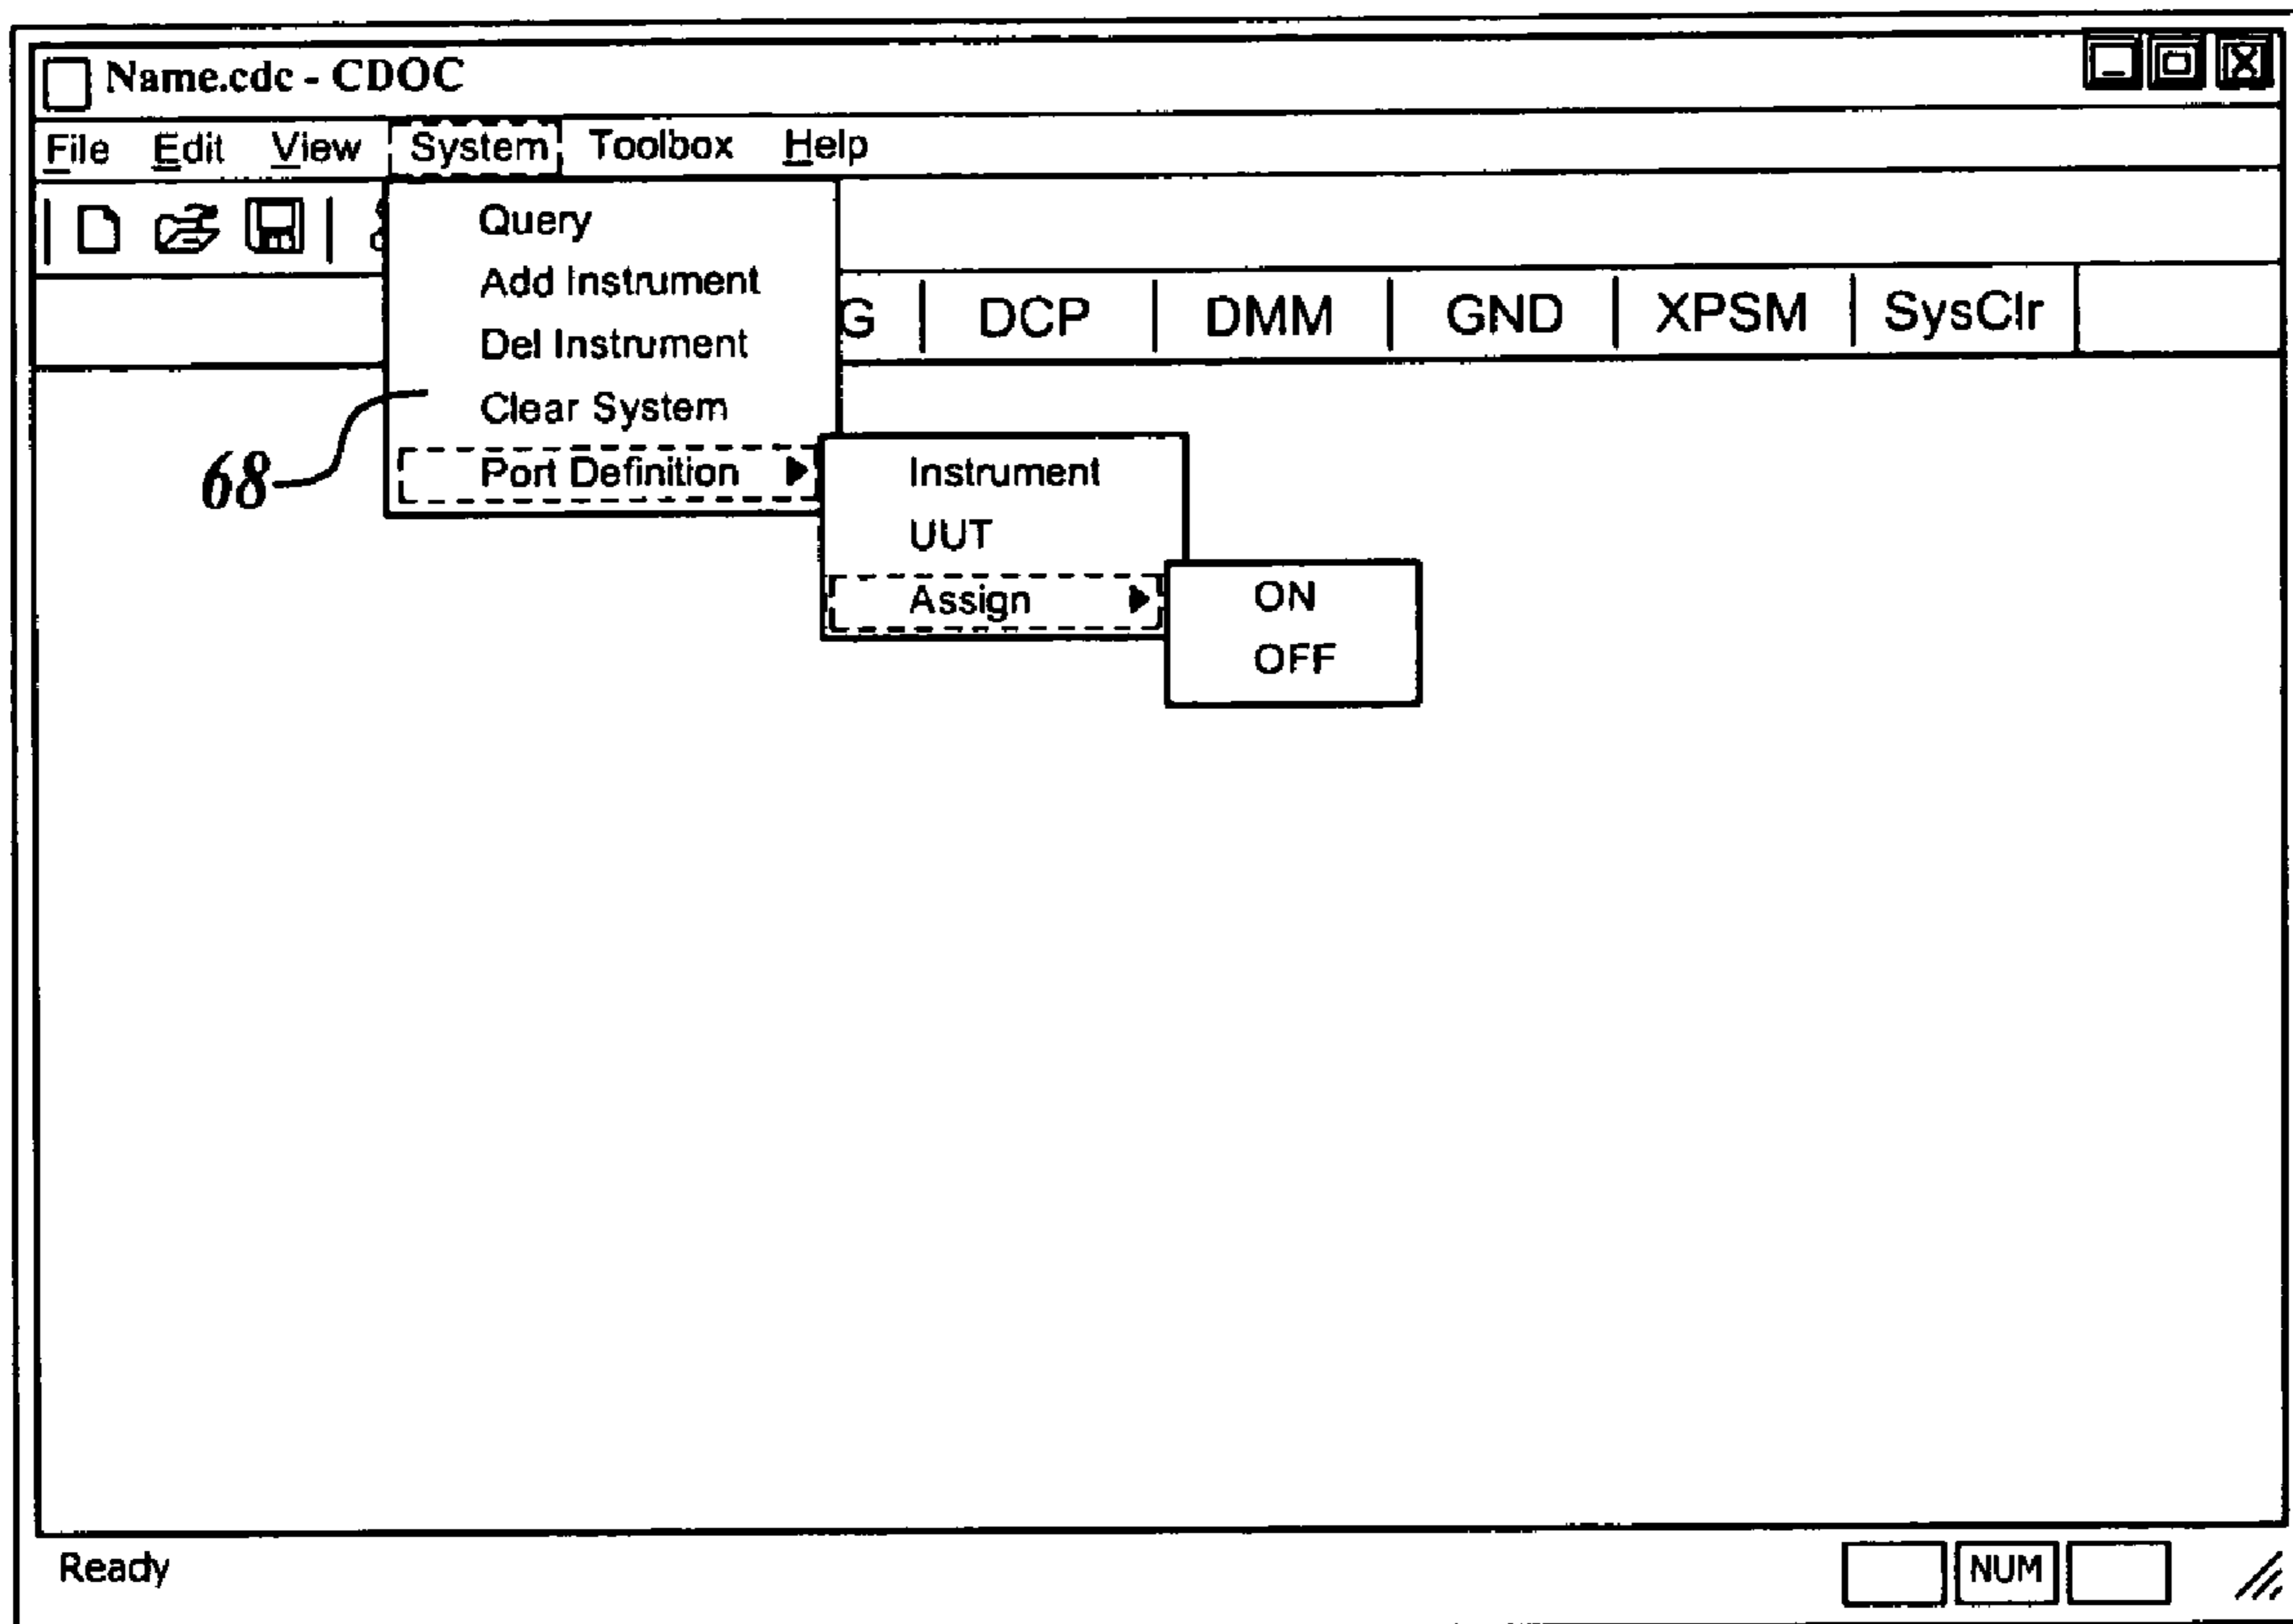 Name.cdc - CDOC
File Edit View System Toolbox Help
Query
Add Instrument
G DCP DMM GND XPSM SysClr
Del Instrument
Clear System
68
Port Definition Instrument
UUT
Assign ON
OFF
Ready NUM